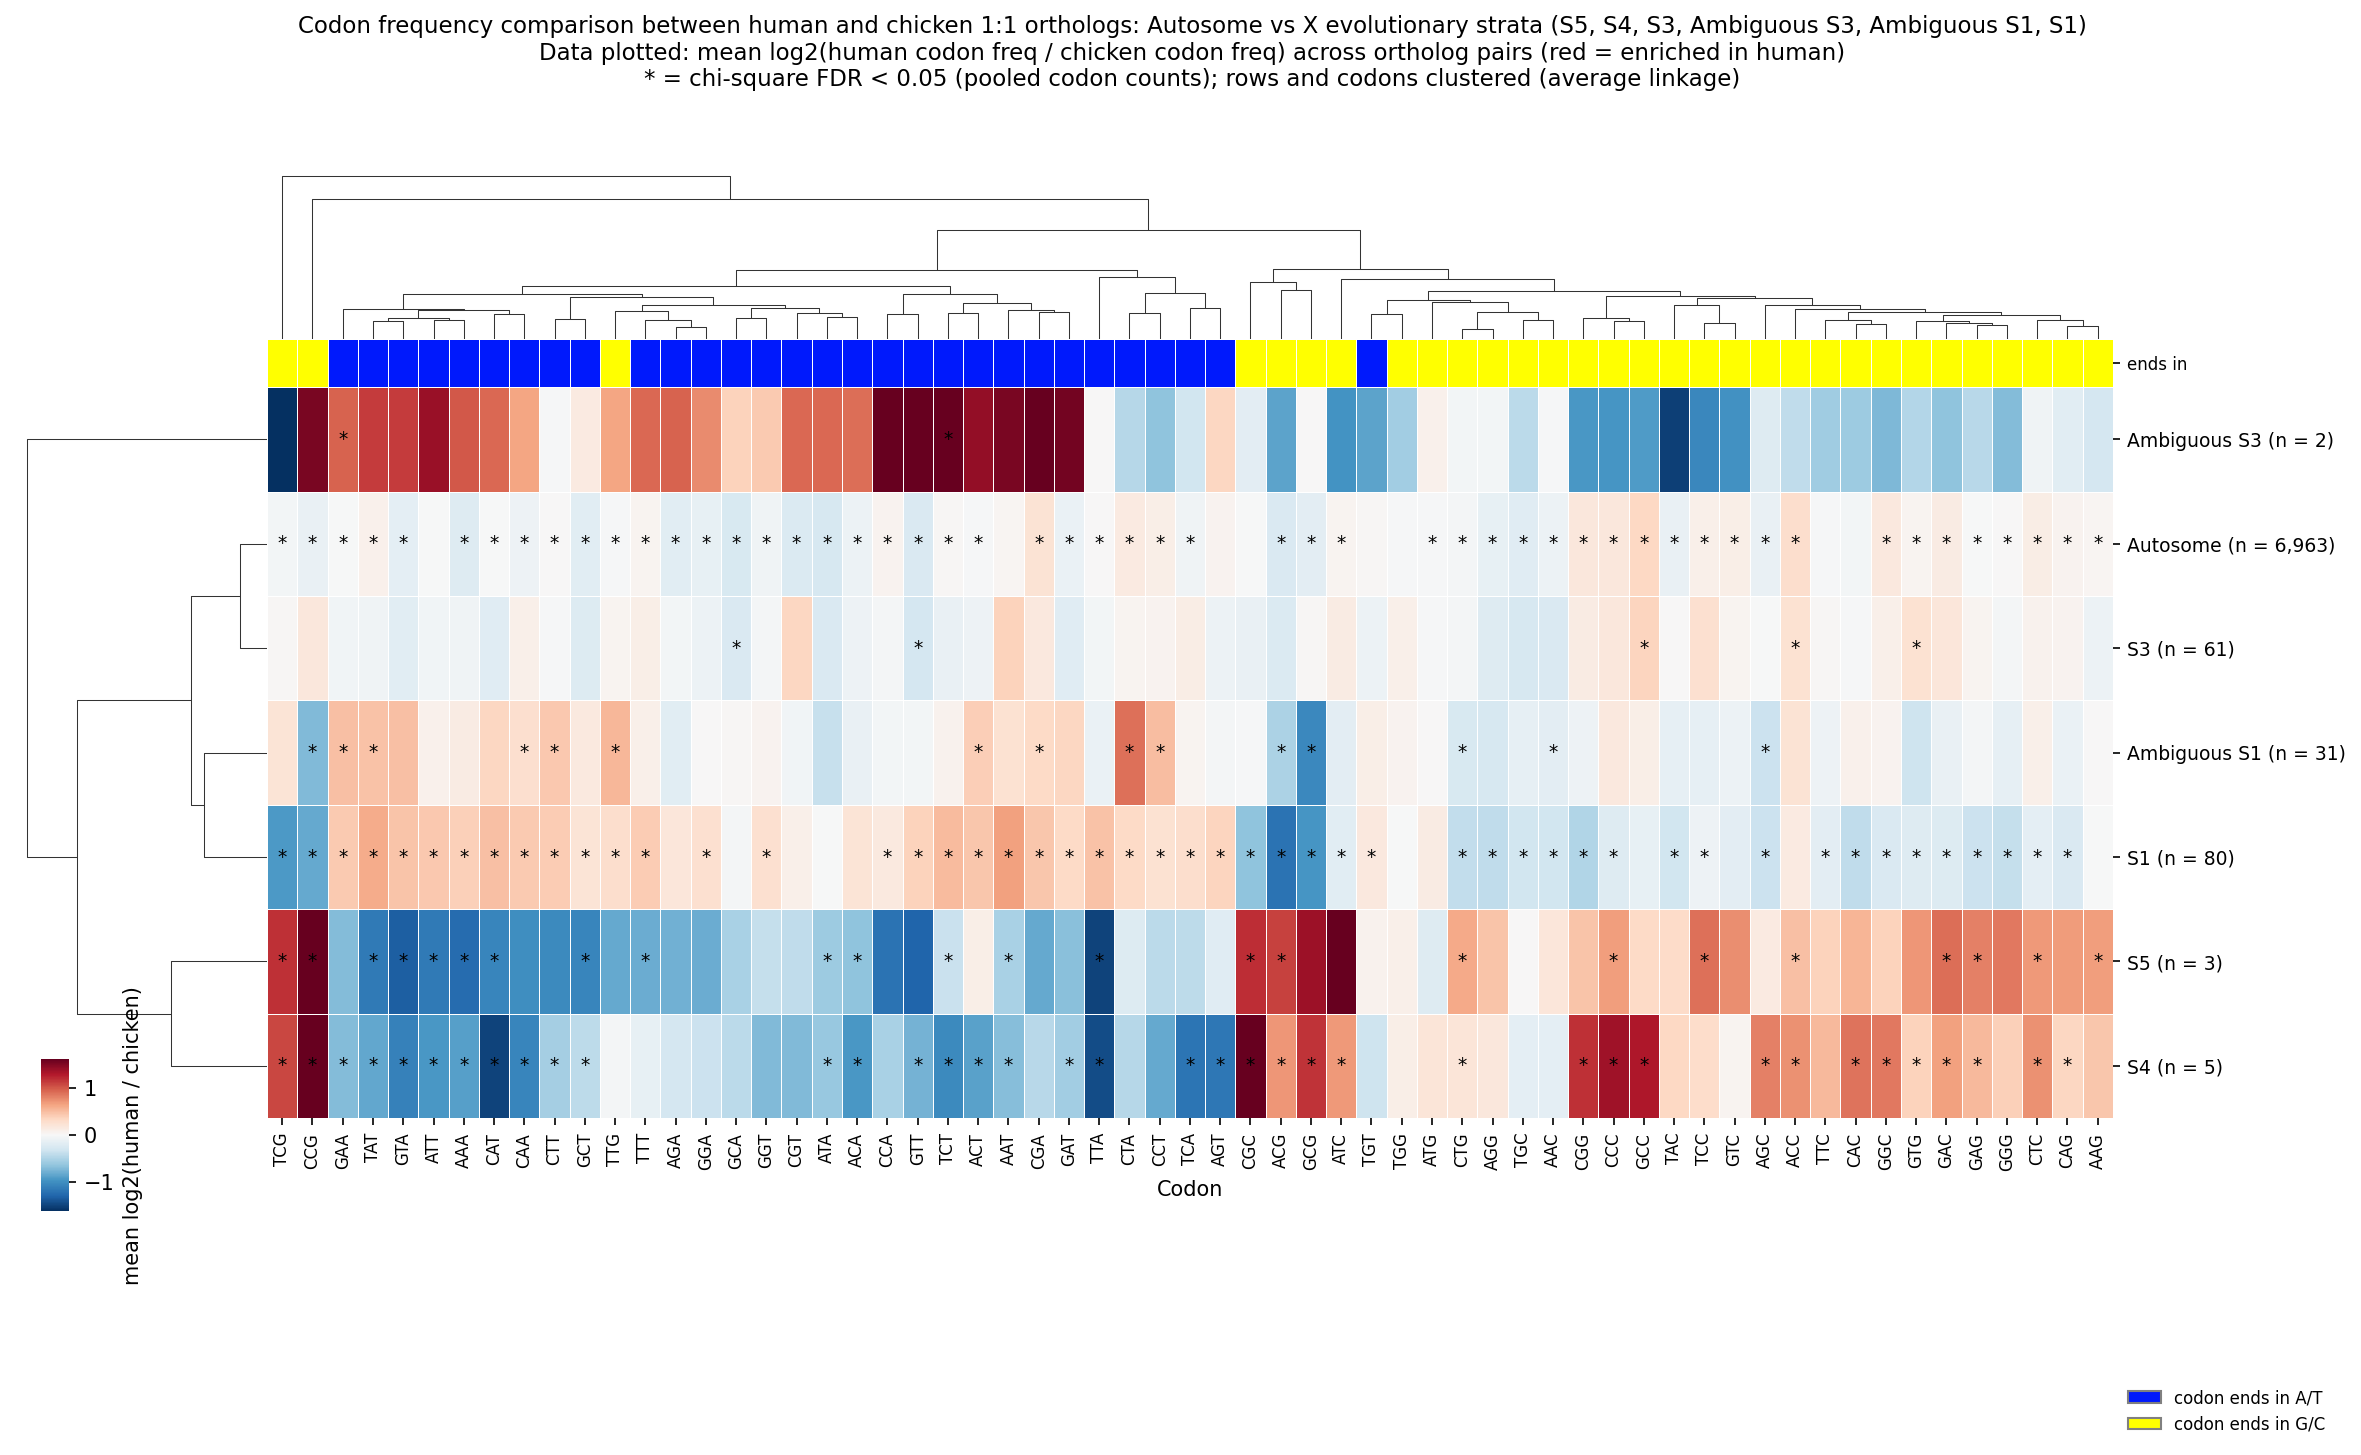 Codon frequency comparison between human and chicken 1:1 orthologs: Autosome vs X evolutionary strata (S5, S4, S3, Ambiguous S3, Ambiguous S1, S1)
Data plotted: mean log2(human codon freq / chicken codon freq) across ortholog pairs (red = enriched in human)
* = chi-square FDR < 0.05 (pooled codon counts); rows and codons clustered (average linkage)
ends in
Ambiguous S3 (n = 2)
Autosome (n = 6,963)
S3 (n = 61)
Ambiguous S1 (n = 31)
S1 (n = 80)
S5 (n = 3)
S4 (n = 5)
mean log2(human / chicken)
1
0
−1
TCG CCG GAA TAT GTA ATT AAA CAT CAA CTT GCT TTG TTT AGA GGA GCA GGT CGT ATA ACA CCA GTT TCT ACT AAT CGA GAT TTA CTA CCT TCA AGT CGC ACG GCG ATC TGT TGG ATG CTG AGG TGC AAC CGG CCC GCC TAC TCC GTC AGC ACC TTC CAC GGC GTG GAC GAG GGG CTC CAG AAG
Codon
codon ends in A/T
codon ends in G/C